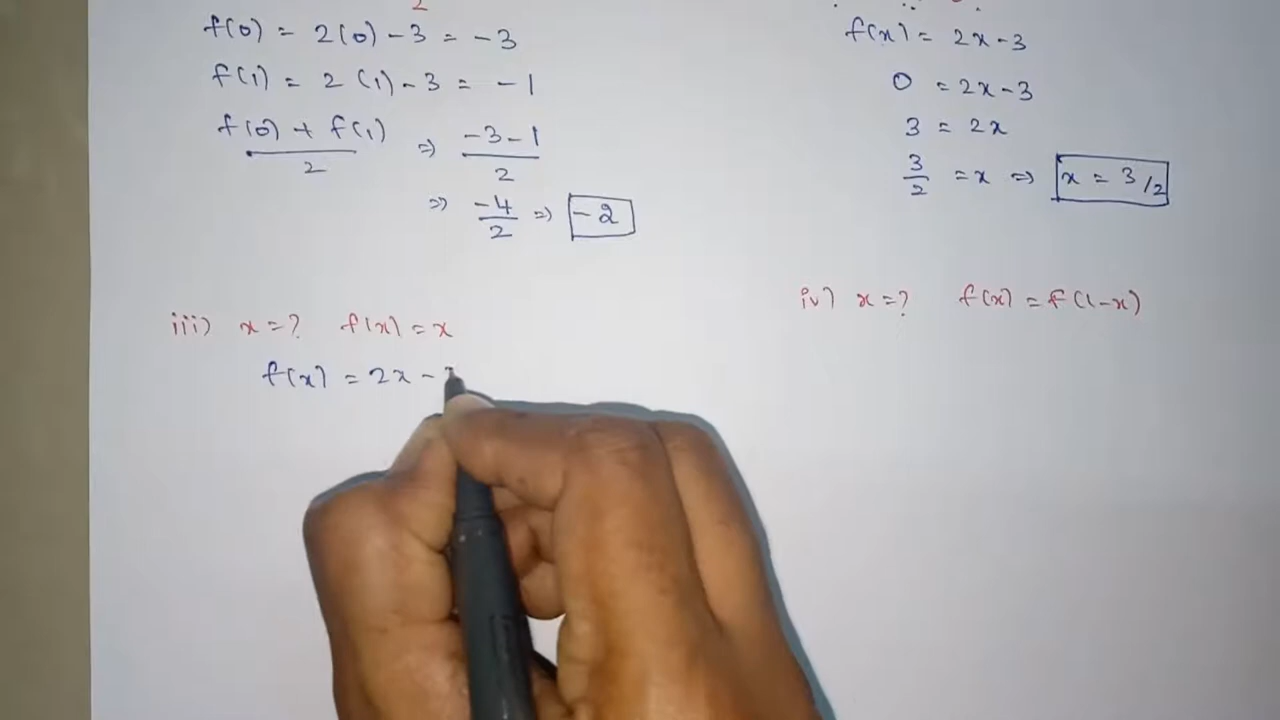 2
f(0) = 2(0) - 3 = -3
f(1) = 2(1) - 3 = -1
f(0) + f(1) / 2 ⇒ -3-1 / 2
⇒ -4/2 ⇒ -2
f(x) = 2x-3
0 = 2x-3
3 = 2x
3/2 = x ⇒ x = 3/2
iii) x=? f(x) = x
f(x) = 2x -
iv) x=? f(x) = f(1-x)